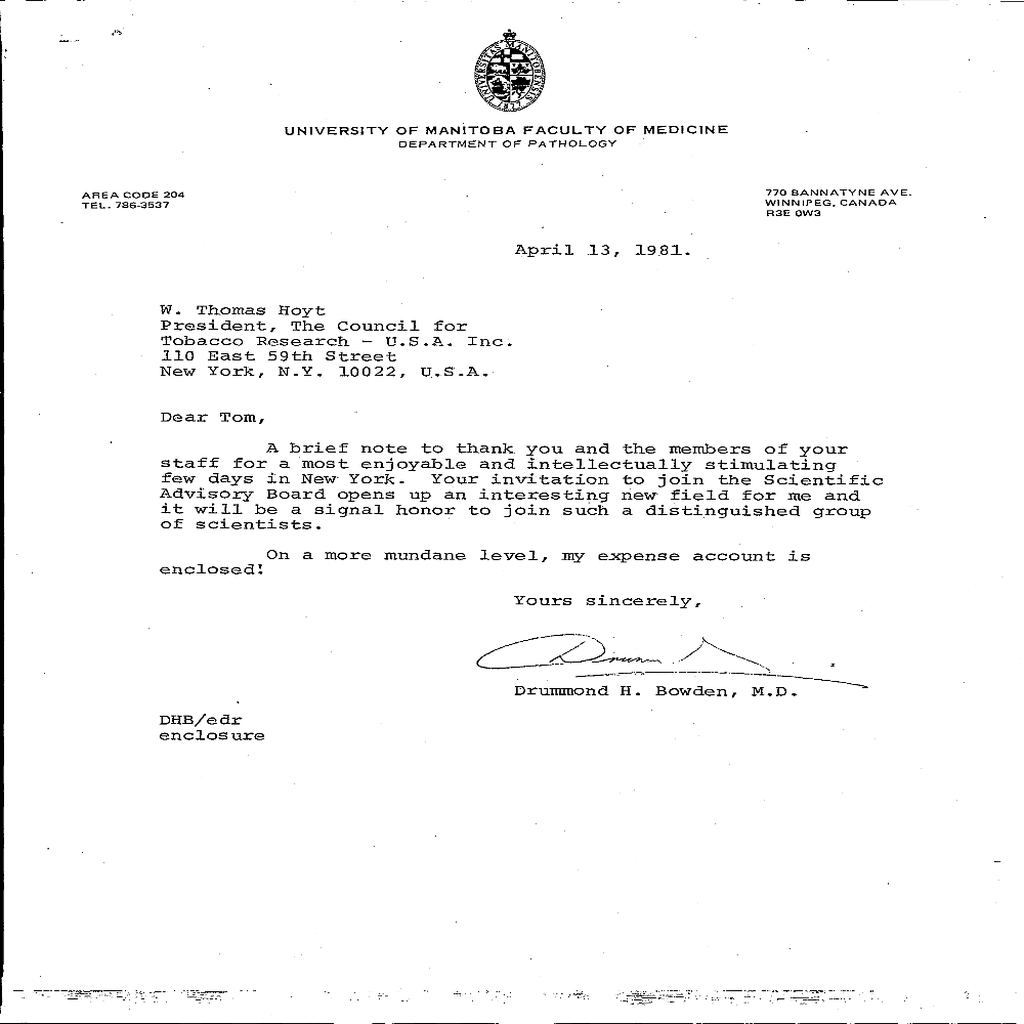 UNIVERSITAS MANITOBENSIS
1877
UNIVERSITY OF MANITOBA FACULTY OF MEDICINE
DEPARTMENT OF PATHOLOGY
AREA CODE 204
TEL. 786-3537
770 BANNATYNE AVE.
WINNIPEG, CANADA
R3E 0W3
April 13, 1981.
W. Thomas Hoyt
President, The Council for
Tobacco Research - U.S.A. Inc.
110 East 59th Street
New York, N.Y. 10022, U.S.A.
Dear Tom,
A brief note to thank you and the members of your
staff for a most enjoyable and intellectually stimulating
few days in New York. Your invitation to join the Scientific
Advisory Board opens up an interesting new field for me and
it will be a signal honor to join such a distinguished group
of scientists.
On a more mundane level, my expense account is
enclosed!
Yours sincerely,
Drummond H. Bowden, M.D.
DHB/edr
enclosure